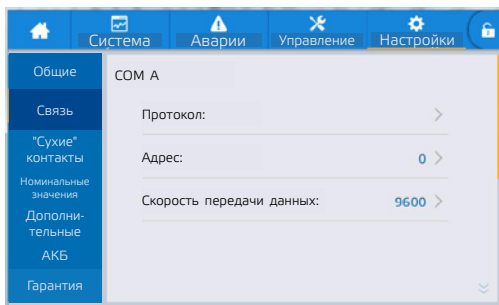 Система Аварии Управление Настройки
Общие
Связь
"Сухие"
контакты
Номинальные
значения
Дополни-
тельные
АКБ
Гарантия
COM A
Протокол:
Адрес: 0
Скорость передачи данных: 9600